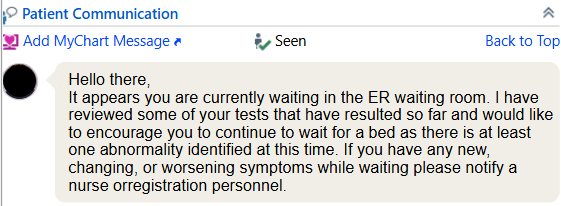 Patient Communication
Add MyChart Message Seen Back to Top
Hello there,
It appears you are currently waiting in the ER waiting room. I have
reviewed some of your tests that have resulted so far and would like
to encourage you to continue to wait for a bed as there is at least
one abnormality identified at this time. If you have any new,
changing, or worsening symptoms while waiting please notify a
nurse orregistration personnel.